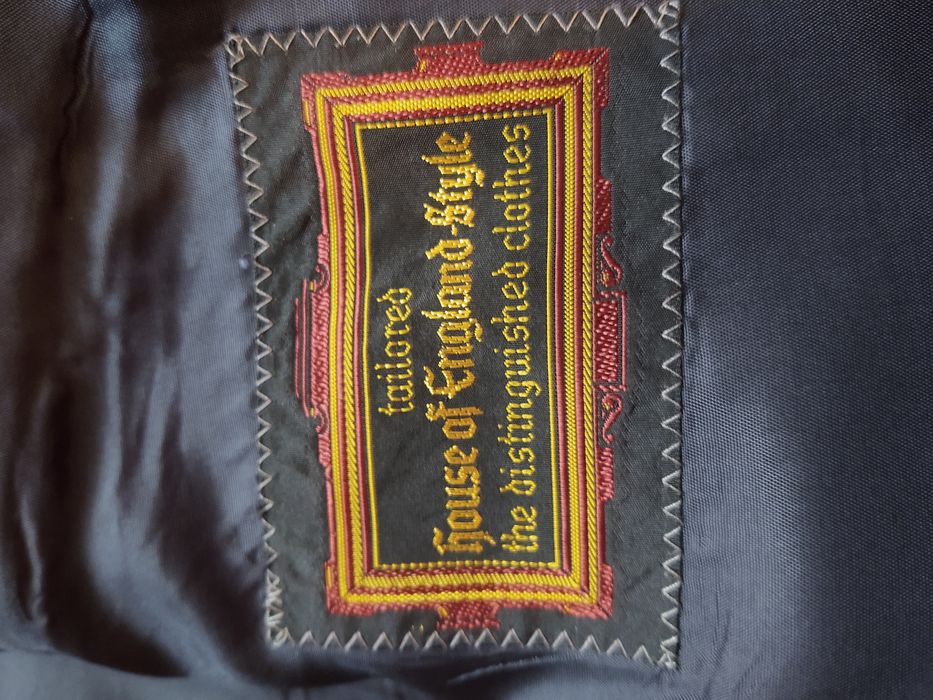 tailored
House of England-Style
the distinguished clothes